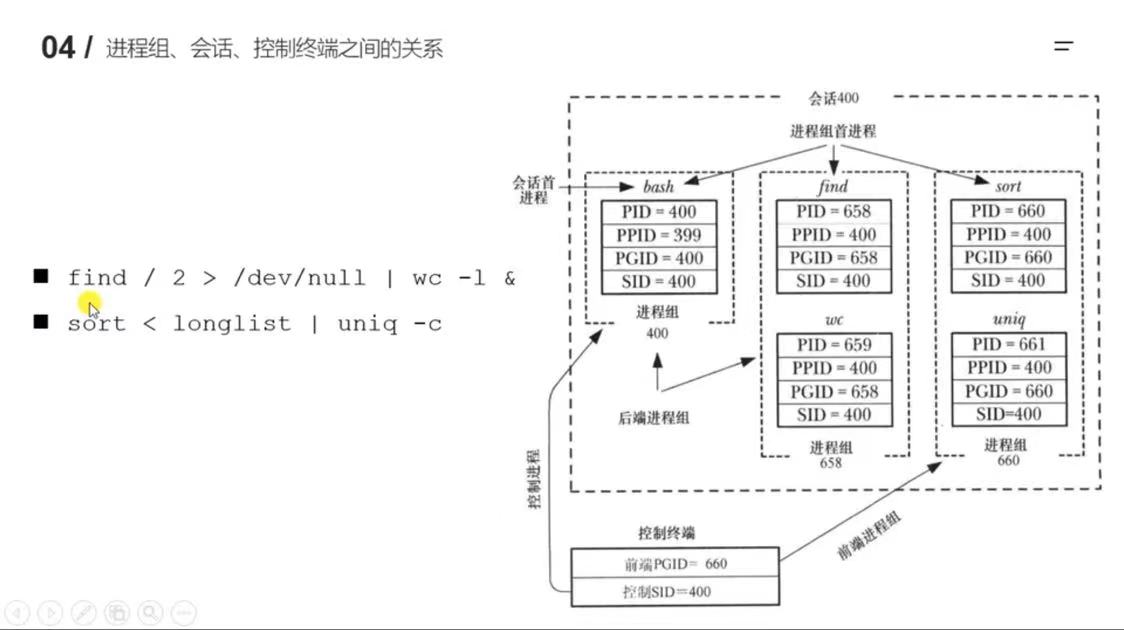 04 / 进程组、会话、控制终端之间的关系
find / 2 > /dev/null | wc -l &
sort < longlist | uniq -c
会话400
进程组首进程
会话首
进程
bash
PID = 400
PPID = 399
PGID = 400
SID = 400
进程组
400
find
PID = 658
PPID = 400
PGID = 658
SID = 400
wc
PID = 659
PPID = 400
PGID = 658
SID = 400
进程组
658
sort
PID = 660
PPID = 400
PGID = 660
SID = 400
uniq
PID = 661
PPID = 400
PGID = 660
SID=400
进程组
660
后端进程组
控制进程
前端进程组
控制终端
前端PGID= 660
控制SID=400